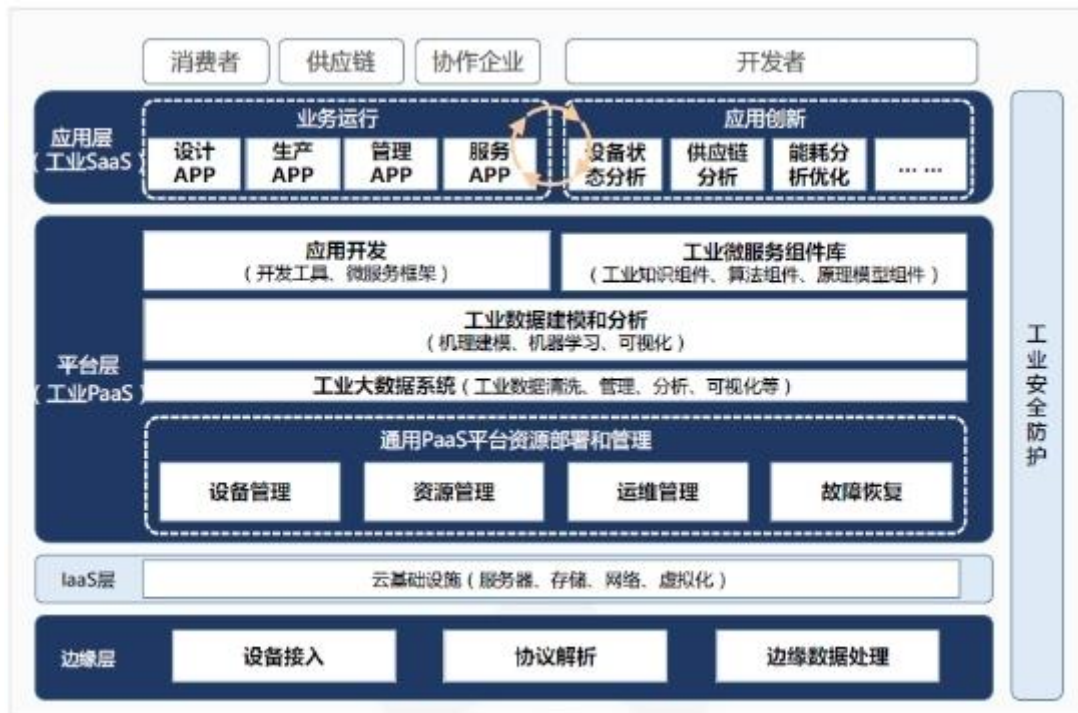 消费者
供应链
协作企业
开发者
应用层
（工业SaaS）
业务运行
设计
APP
生产
APP
管理
APP
服务
APP
应用创新
设备状
态分析
供应链
分析
能耗分
析优化
... ...
平台层
（工业PaaS）
应用开发
（开发工具、微服务框架）
工业微服务组件库
（工业知识组件、算法组件、原理模型组件）
工业数据建模和分析
（机理建模、机器学习、可视化）
工业大数据系统（工业数据清洗、管理、分析、可视化等）
通用PaaS平台资源部署和管理
设备管理
资源管理
运维管理
故障恢复
IaaS层
云基础设施（服务器、存储、网络、虚拟化）
边缘层
设备接入
协议解析
边缘数据处理
工业安全防护